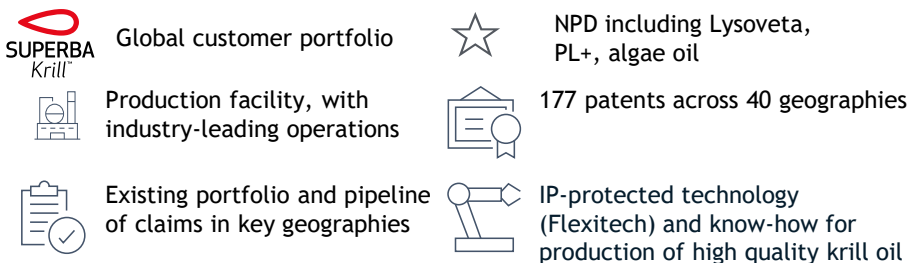 SUPERBA
Krill™
Global customer portfolio
NPD including Lysoveta,
PL+, algae oil
Production facility, with
industry-leading operations
177 patents across 40 geographies
Existing portfolio and pipeline
of claims in key geographies
IP-protected technology
(Flexitech) and know-how for
production of high quality krill oil